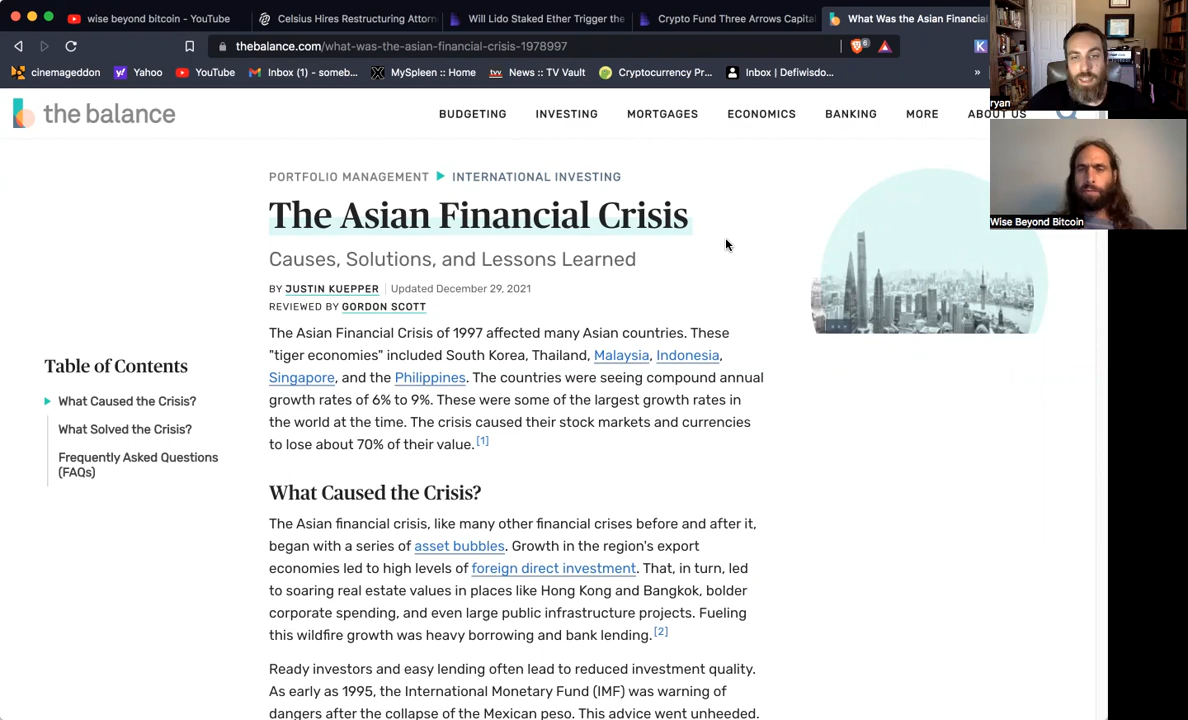 wise beyond bitcoin - YouTube
Celsius Hires Restructuring Attorn
Will Lido Staked Ether Trigger the
Crypto Fund Three Arrows Capital
What Was the Asian Financial
thebalance.com/what-was-the-asian-financial-crisis-1978997
6
K
cinemageddon
Yahoo
YouTube
Inbox (1) - someb...
MySpleen :: Home
tvv
News :: TV Vault
Cryptocurrency Pr...
Inbox | Defiwisdo...
»
ryan
Wise Beyond Bitcoin
the balance
BUDGETING
INVESTING
MORTGAGES
ECONOMICS
BANKING
MORE
ABOUT US
PORTFOLIO MANAGEMENT ▶ INTERNATIONAL INVESTING
The Asian Financial Crisis
Causes, Solutions, and Lessons Learned
BY JUSTIN KUEPPER | Updated December 29, 2021
REVIEWED BY GORDON SCOTT
The Asian Financial Crisis of 1997 affected many Asian countries. These
"tiger economies" included South Korea, Thailand, Malaysia, Indonesia,
Singapore, and the Philippines. The countries were seeing compound annual
growth rates of 6% to 9%. These were some of the largest growth rates in
the world at the time. The crisis caused their stock markets and currencies
to lose about 70% of their value. [1]
Table of Contents
What Caused the Crisis?
What Solved the Crisis?
Frequently Asked Questions
(FAQs)
What Caused the Crisis?
The Asian financial crisis, like many other financial crises before and after it,
began with a series of asset bubbles. Growth in the region's export
economies led to high levels of foreign direct investment. That, in turn, led
to soaring real estate values in places like Hong Kong and Bangkok, bolder
corporate spending, and even large public infrastructure projects. Fueling
this wildfire growth was heavy borrowing and bank lending. [2]
Ready investors and easy lending often lead to reduced investment quality.
As early as 1995, the International Monetary Fund (IMF) was warning of
dangers after the collapse of the Mexican peso. This advice went unheeded.